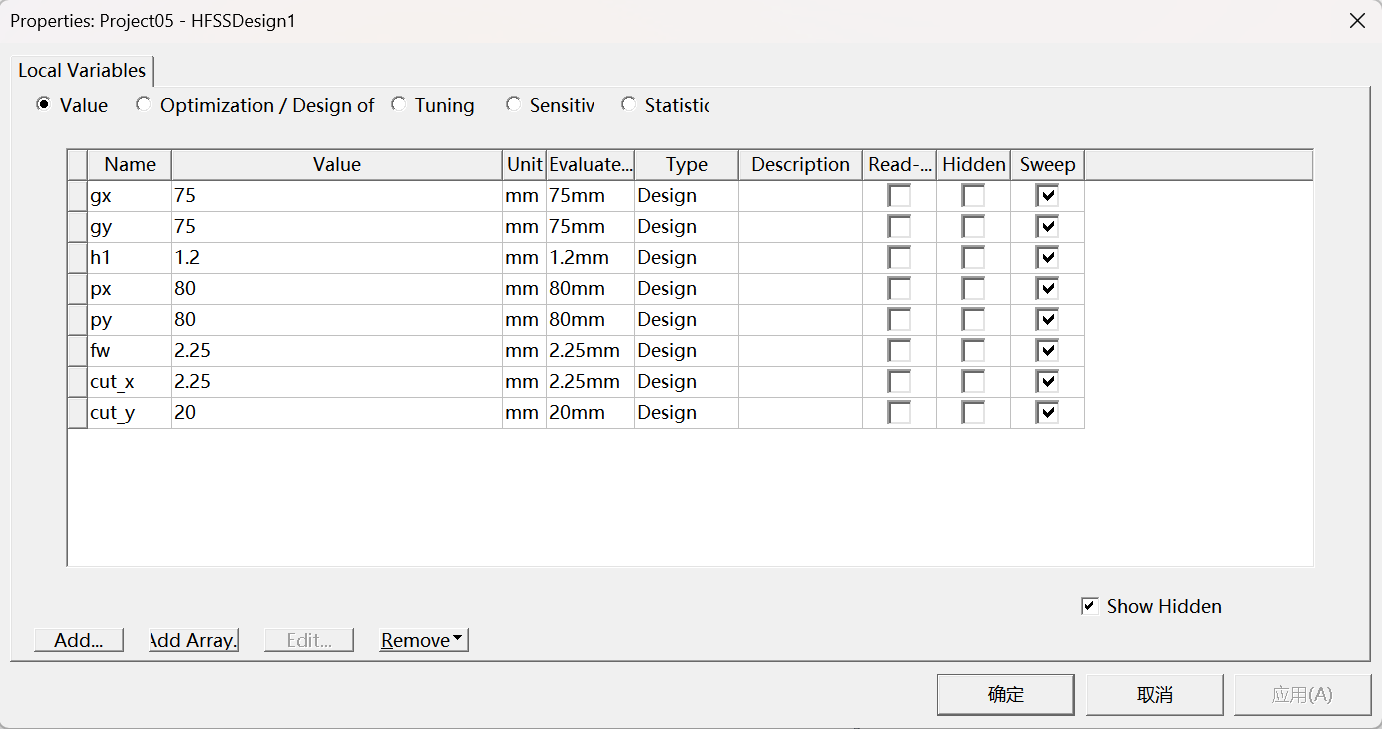 Properties: Project05 - HFSSDesign1
Local Variables
Value Optimization / Design of Tuning Sensitiv Statistic
Name Value Unit Evaluate... Type Description Read-... Hidden Sweep
gx 75 mm 75mm Design
gy 75 mm 75mm Design
h1 1.2 mm 1.2mm Design
px 80 mm 80mm Design
py 80 mm 80mm Design
fw 2.25 mm 2.25mm Design
cut_x 2.25 mm 2.25mm Design
cut_y 20 mm 20mm Design
Show Hidden
Add... Add Array. Edit... Remove
确定 取消 应用(A)